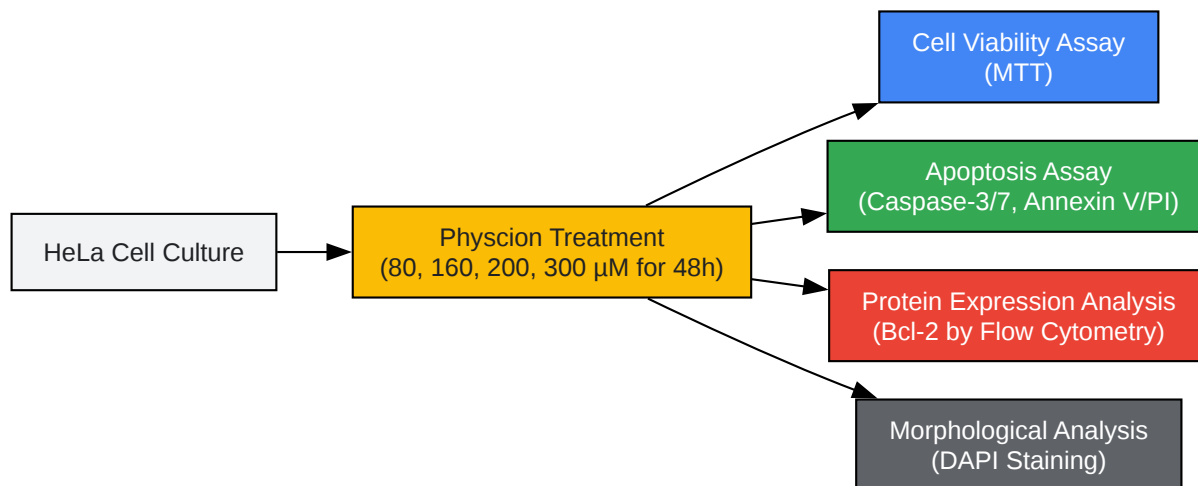 HeLa Cell Culture
Physcion Treatment
(80, 160, 200, 300 µM for 48h)
Cell Viability Assay
(MTT)
Apoptosis Assay
(Caspase-3/7, Annexin V/PI)
Protein Expression Analysis
(Bcl-2 by Flow Cytometry)
Morphological Analysis
(DAPI Staining)